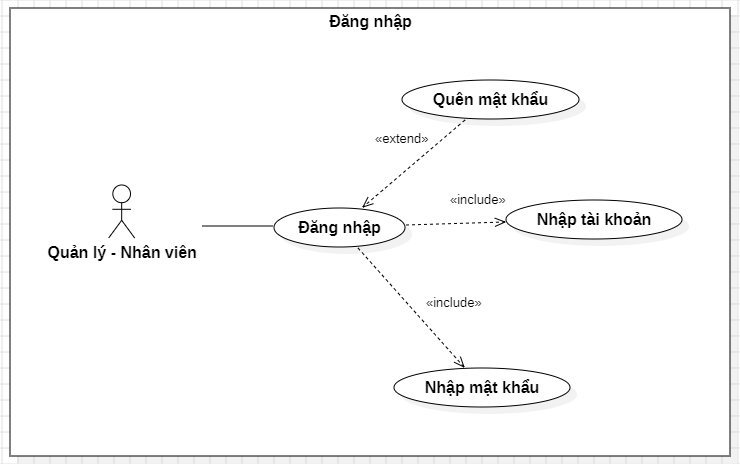 Đăng nhập
Quên mật khẩu
«extend»
«include»
Nhập tài khoản
Đăng nhập
Quản lý - Nhân viên
«include»
Nhập mật khẩu